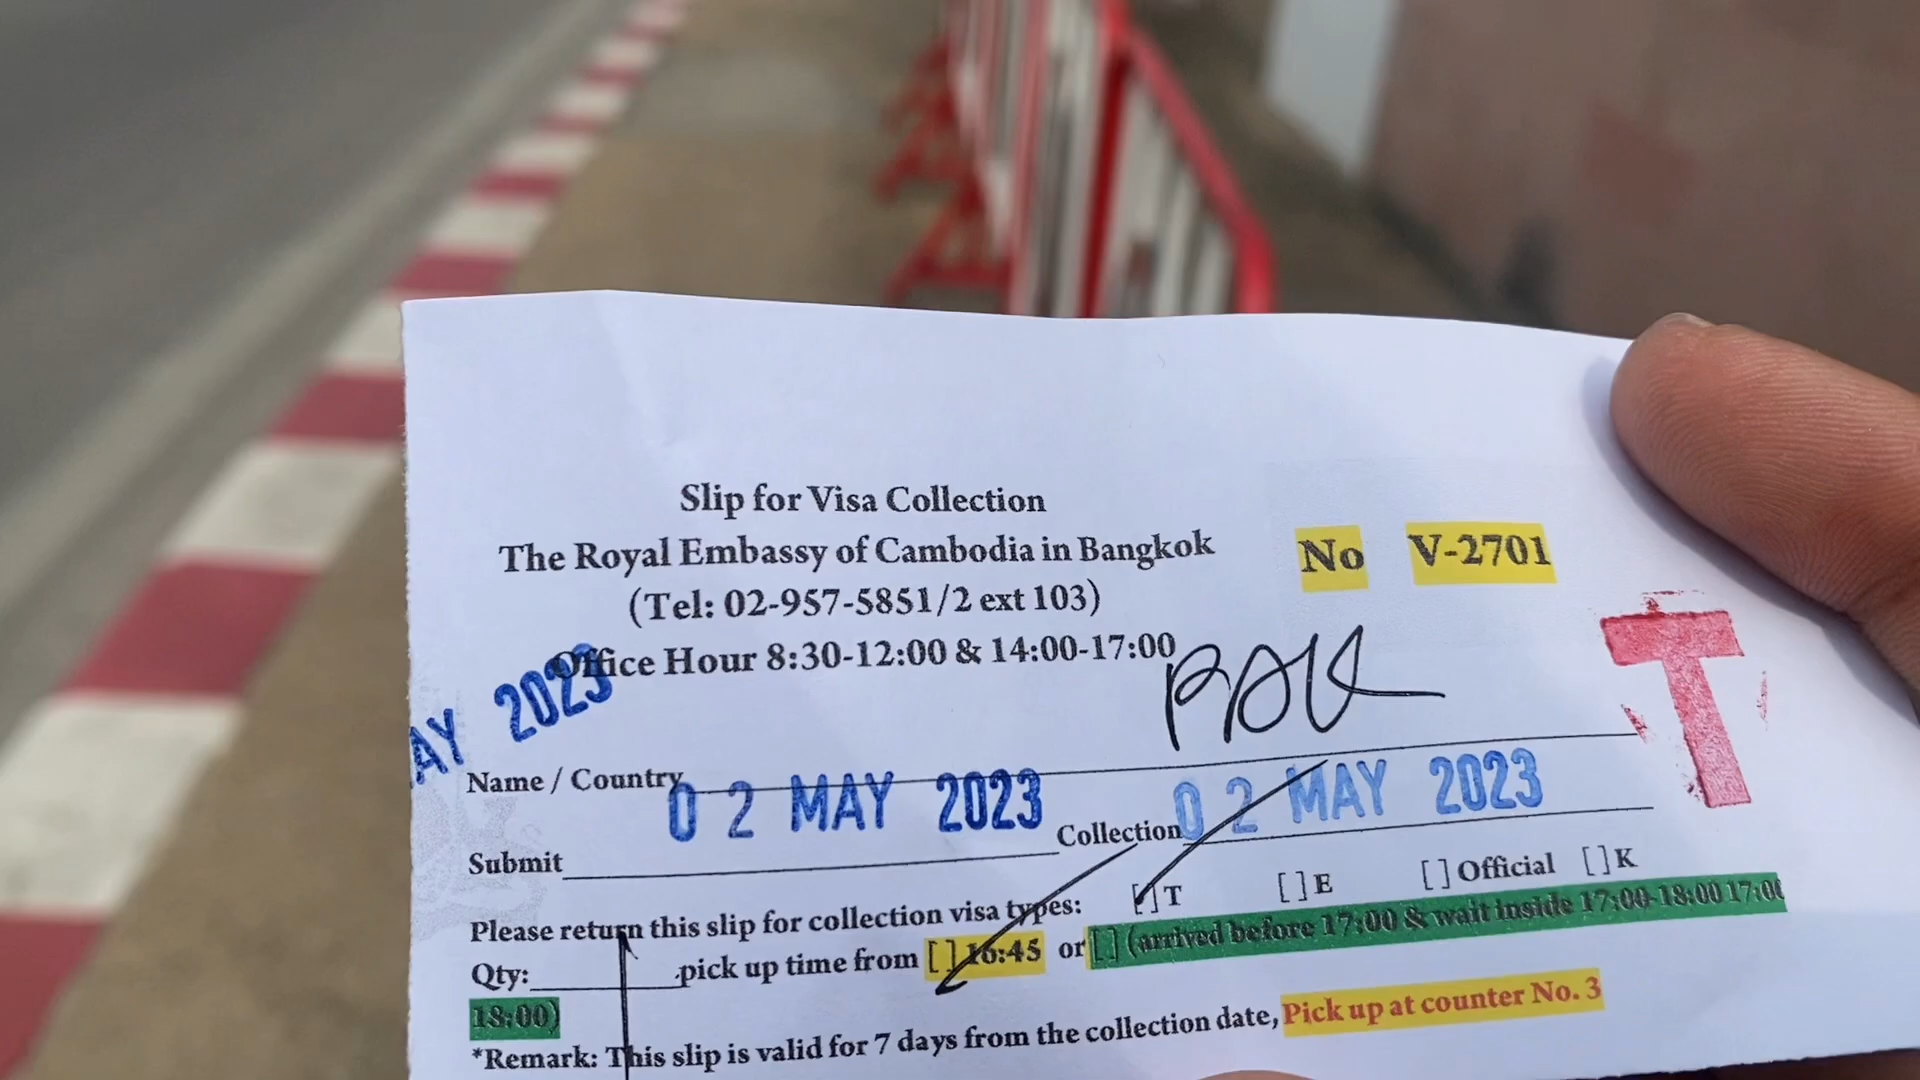 Slip for Visa Collection
The Royal Embassy of Cambodia in Bangkok
No V-2701
(Tel: 02-957-5851/2 ext 103)
Office Hour 8:30-12:00 & 14:00-17:00
T
AY 2023
Name / Country PAK
Submit 02 MAY 2023 Collection 02 MAY 2023
Please return this slip for collection visa types: [ ] T [ ] E [ ] Official [ ] K
Qty: pick up time from [ ] 16:45 or [ ] (arrived before 17:00 & wait inside 17:00-18:00 17:00
18:00)
*Remark: This slip is valid for 7 days from the collection date, Pick up at counter No. 3